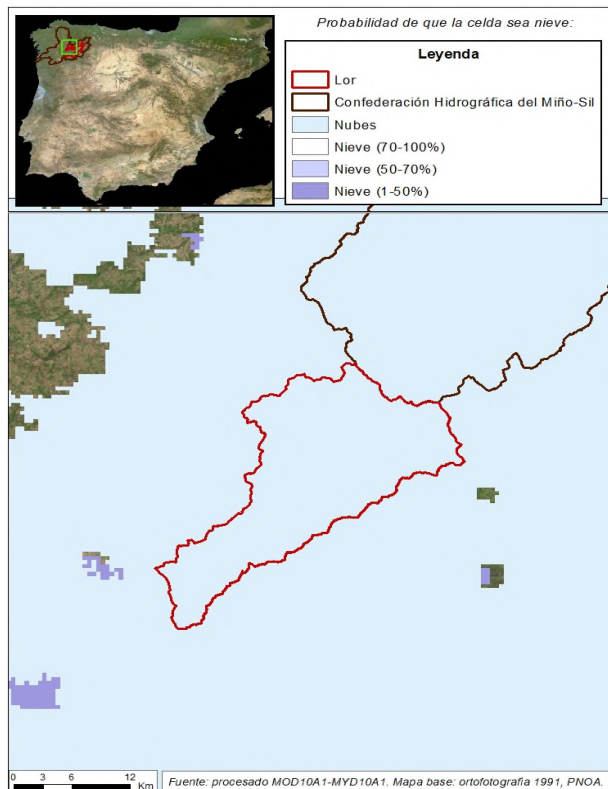 Probabilidad de que la celda sea nieve:
Leyenda
Lor
Confederación Hidrográfica del Miño-Sil
Nubes
Nieve (70-100%)
Nieve (50-70%)
Nieve (1-50%)
0 3 6 12
Km
Fuente: procesado MOD10A1-MYD10A1. Mapa base: ortofotografía 1991, PNOA.